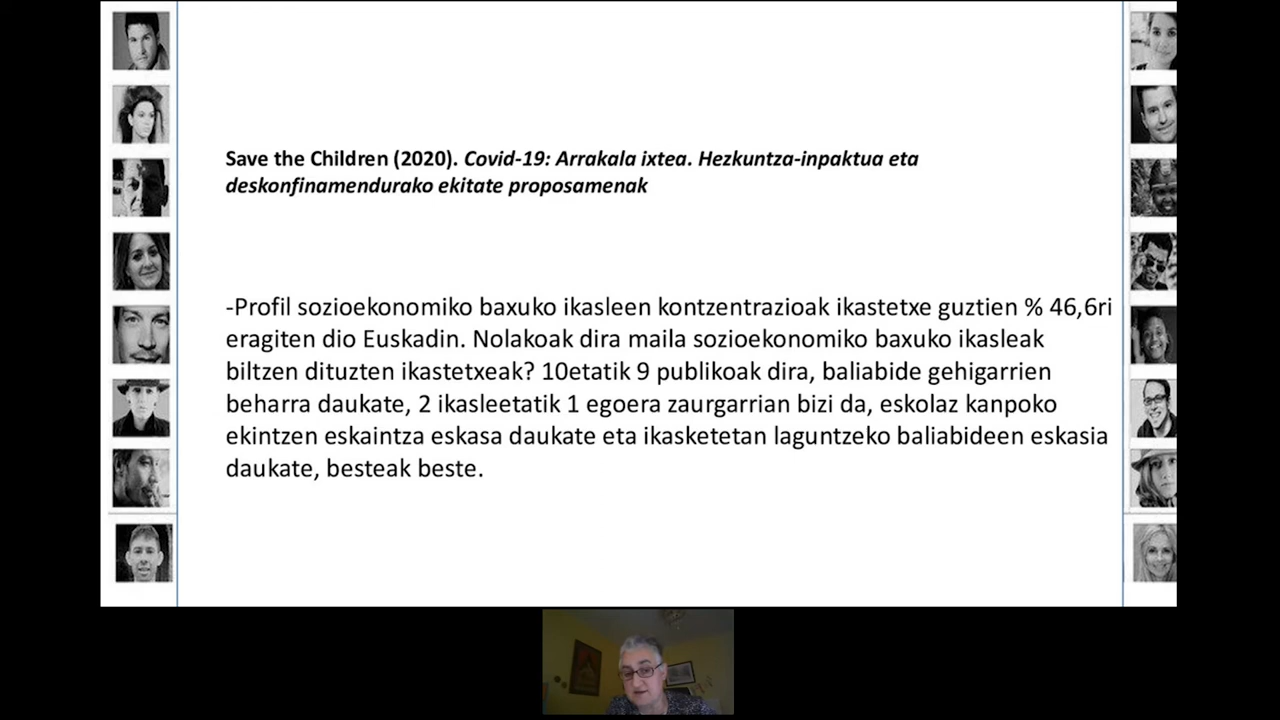 Save the Children (2020). Covid-19: Arrakala ixtea. Hezkuntza-inpaktua eta
deskonfinamendurako ekitate proposamenak
-Profil sozioekonomiko baxuko ikasleen kontzentrazioak ikastetxe guztien % 46,6ri
eragiten dio Euskadin. Nolakoak dira maila sozioekonomiko baxuko ikasleak
biltzen dituzten ikastetxeak? 10etatik 9 publikoak dira, baliabide gehigarrien
beharra daukate, 2 ikasleetatik 1 egoera zaurgarrian bizi da, eskolaz kanpoko
ekintzen eskaintza eskasa daukate eta ikasketetan laguntzeko baliabideen eskasia
daukate, besteak beste.